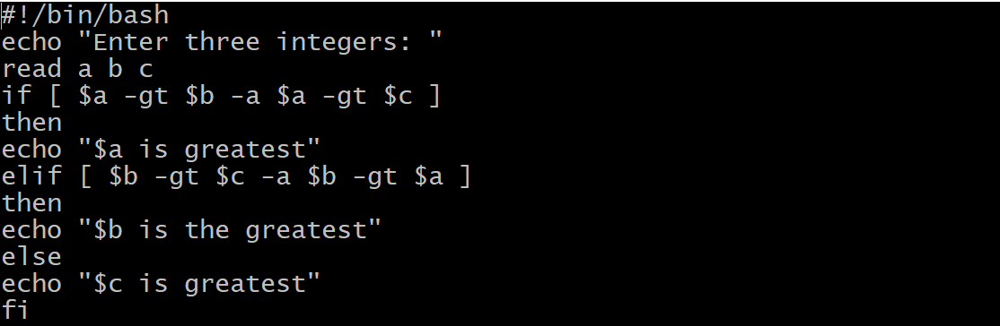 #!/bin/bash
echo "Enter three integers: "
read a b c
if [ $a -gt $b -a $a -gt $c ]
then
echo "$a is greatest"
elif [ $b -gt $c -a $b -gt $a ]
then
echo "$b is the greatest"
else
echo "$c is greatest"
fi